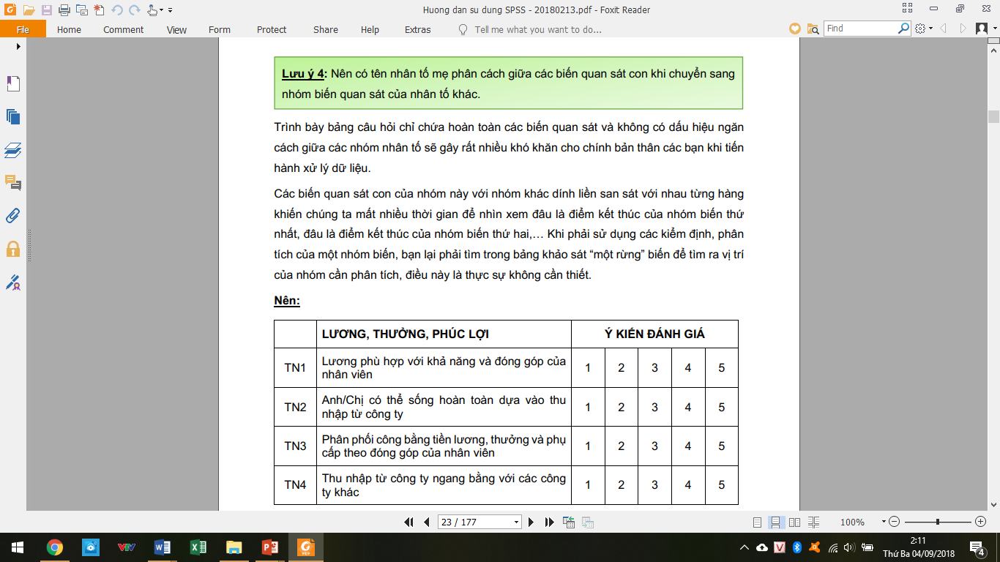 Huong dan su dung SPSS - 20180213.pdf - Foxit Reader
File Home Comment View Form Protect Share Help Extras Tell me what you want to do... Find
Lưu ý 4: Nên có tên nhân tố mẹ phân cách giữa các biến quan sát con khi chuyển sang
nhóm biến quan sát của nhân tố khác.
Trình bày bảng câu hỏi chỉ chứa hoàn toàn các biến quan sát và không có dấu hiệu ngăn
cách giữa các nhóm nhân tố sẽ gây rất nhiều khó khăn cho chính bản thân các bạn khi tiến
hành xử lý dữ liệu.
Các biến quan sát con của nhóm này với nhóm khác dính liền san sát với nhau từng hàng
khiến chúng ta mất nhiều thời gian để nhìn xem đâu là điểm kết thúc của nhóm biến thứ
nhất, đâu là điểm kết thúc của nhóm biến thứ hai,… Khi phải sử dụng các kiểm định, phân
tích của một nhóm biến, bạn lại phải tìm trong bảng khảo sát “một rừng” biến để tìm ra vị trí
của nhóm cần phân tích, điều này là thực sự không cần thiết.
Nên:
LƯƠNG, THƯỞNG, PHÚC LỢI Ý KIẾN ĐÁNH GIÁ
TN1 Lương phù hợp với khả năng và đóng góp của
nhân viên 1 2 3 4 5
TN2 Anh/Chị có thể sống hoàn toàn dựa vào thu
nhập từ công ty 1 2 3 4 5
TN3 Phân phối công bằng tiền lương, thưởng và phụ
cấp theo đóng góp của nhân viên 1 2 3 4 5
TN4 Thu nhập từ công ty ngang bằng với các công
ty khác 1 2 3 4 5
23 / 177 100%
VTV PDF 2:11
Thứ Ba 04/09/2018 4